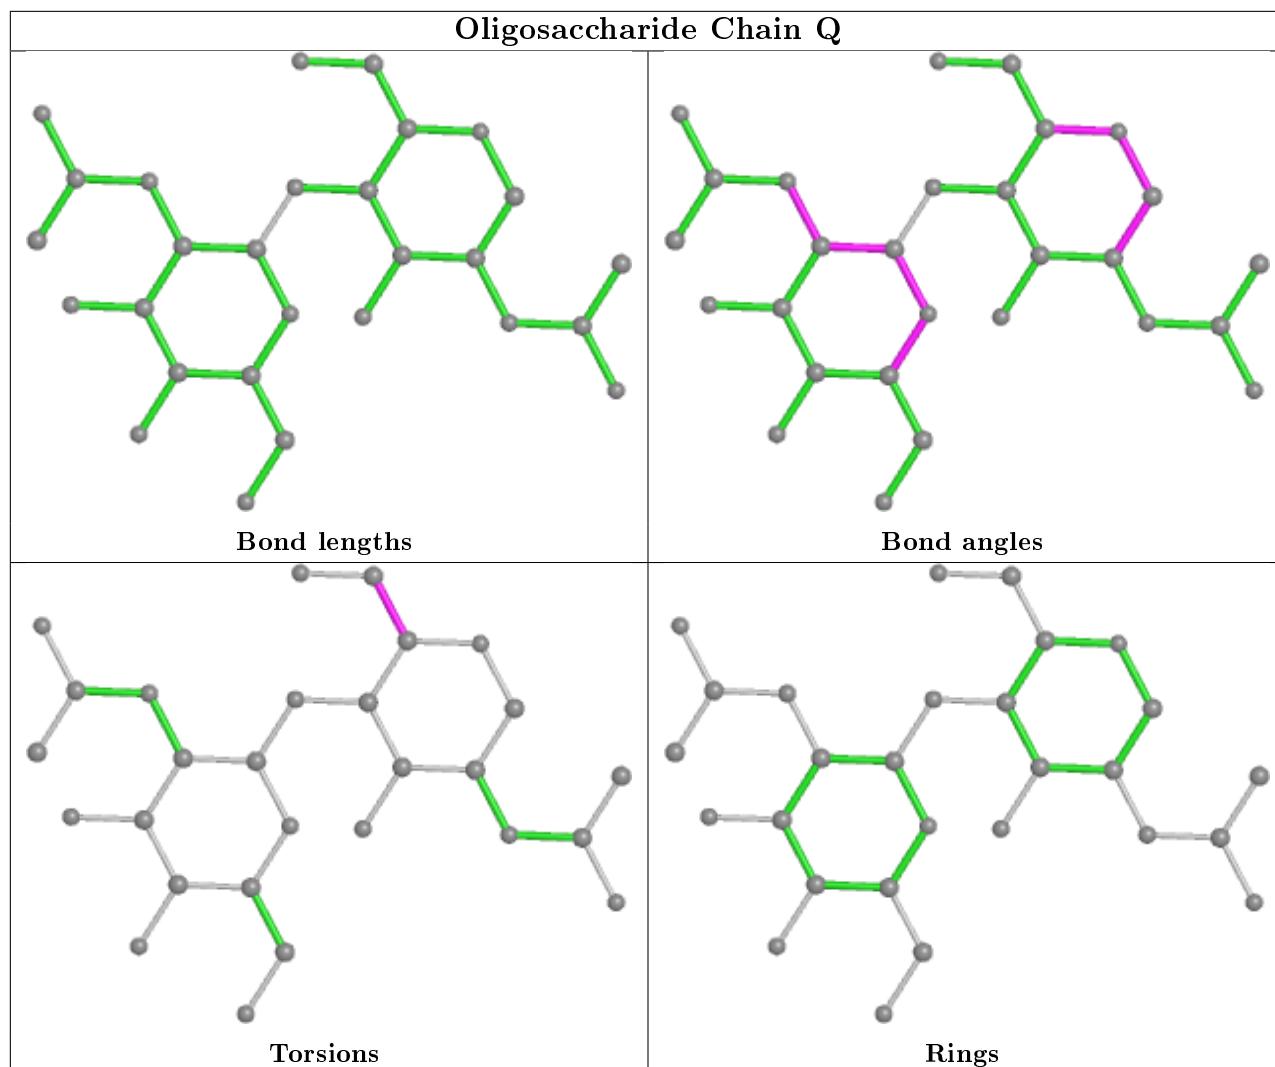 Oligosaccharide Chain Q
Bond lengths
Bond angles
Torsions
Rings